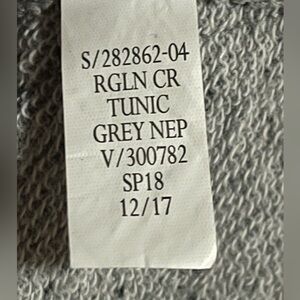 S/282862-04
RGLN CR
TUNIC
GREY NEP
V/300782
SP18
12/17